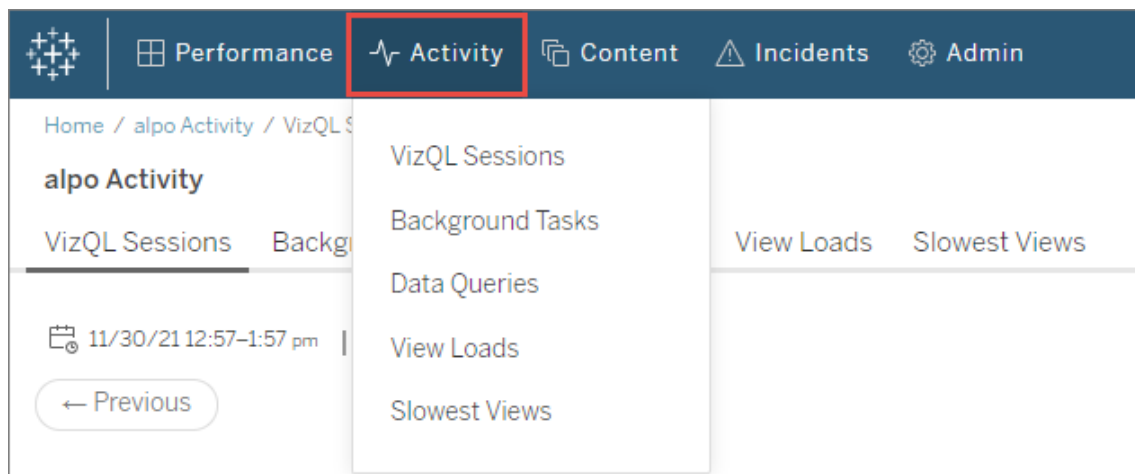 Performance Activity Content Incidents Admin
Home / alpo Activity / VizQL S
alpo Activity
VizQL Sessions Backg View Loads Slowest Views
11/30/21 12:57–1:57 pm |
← Previous
VizQL Sessions
Background Tasks
Data Queries
View Loads
Slowest Views